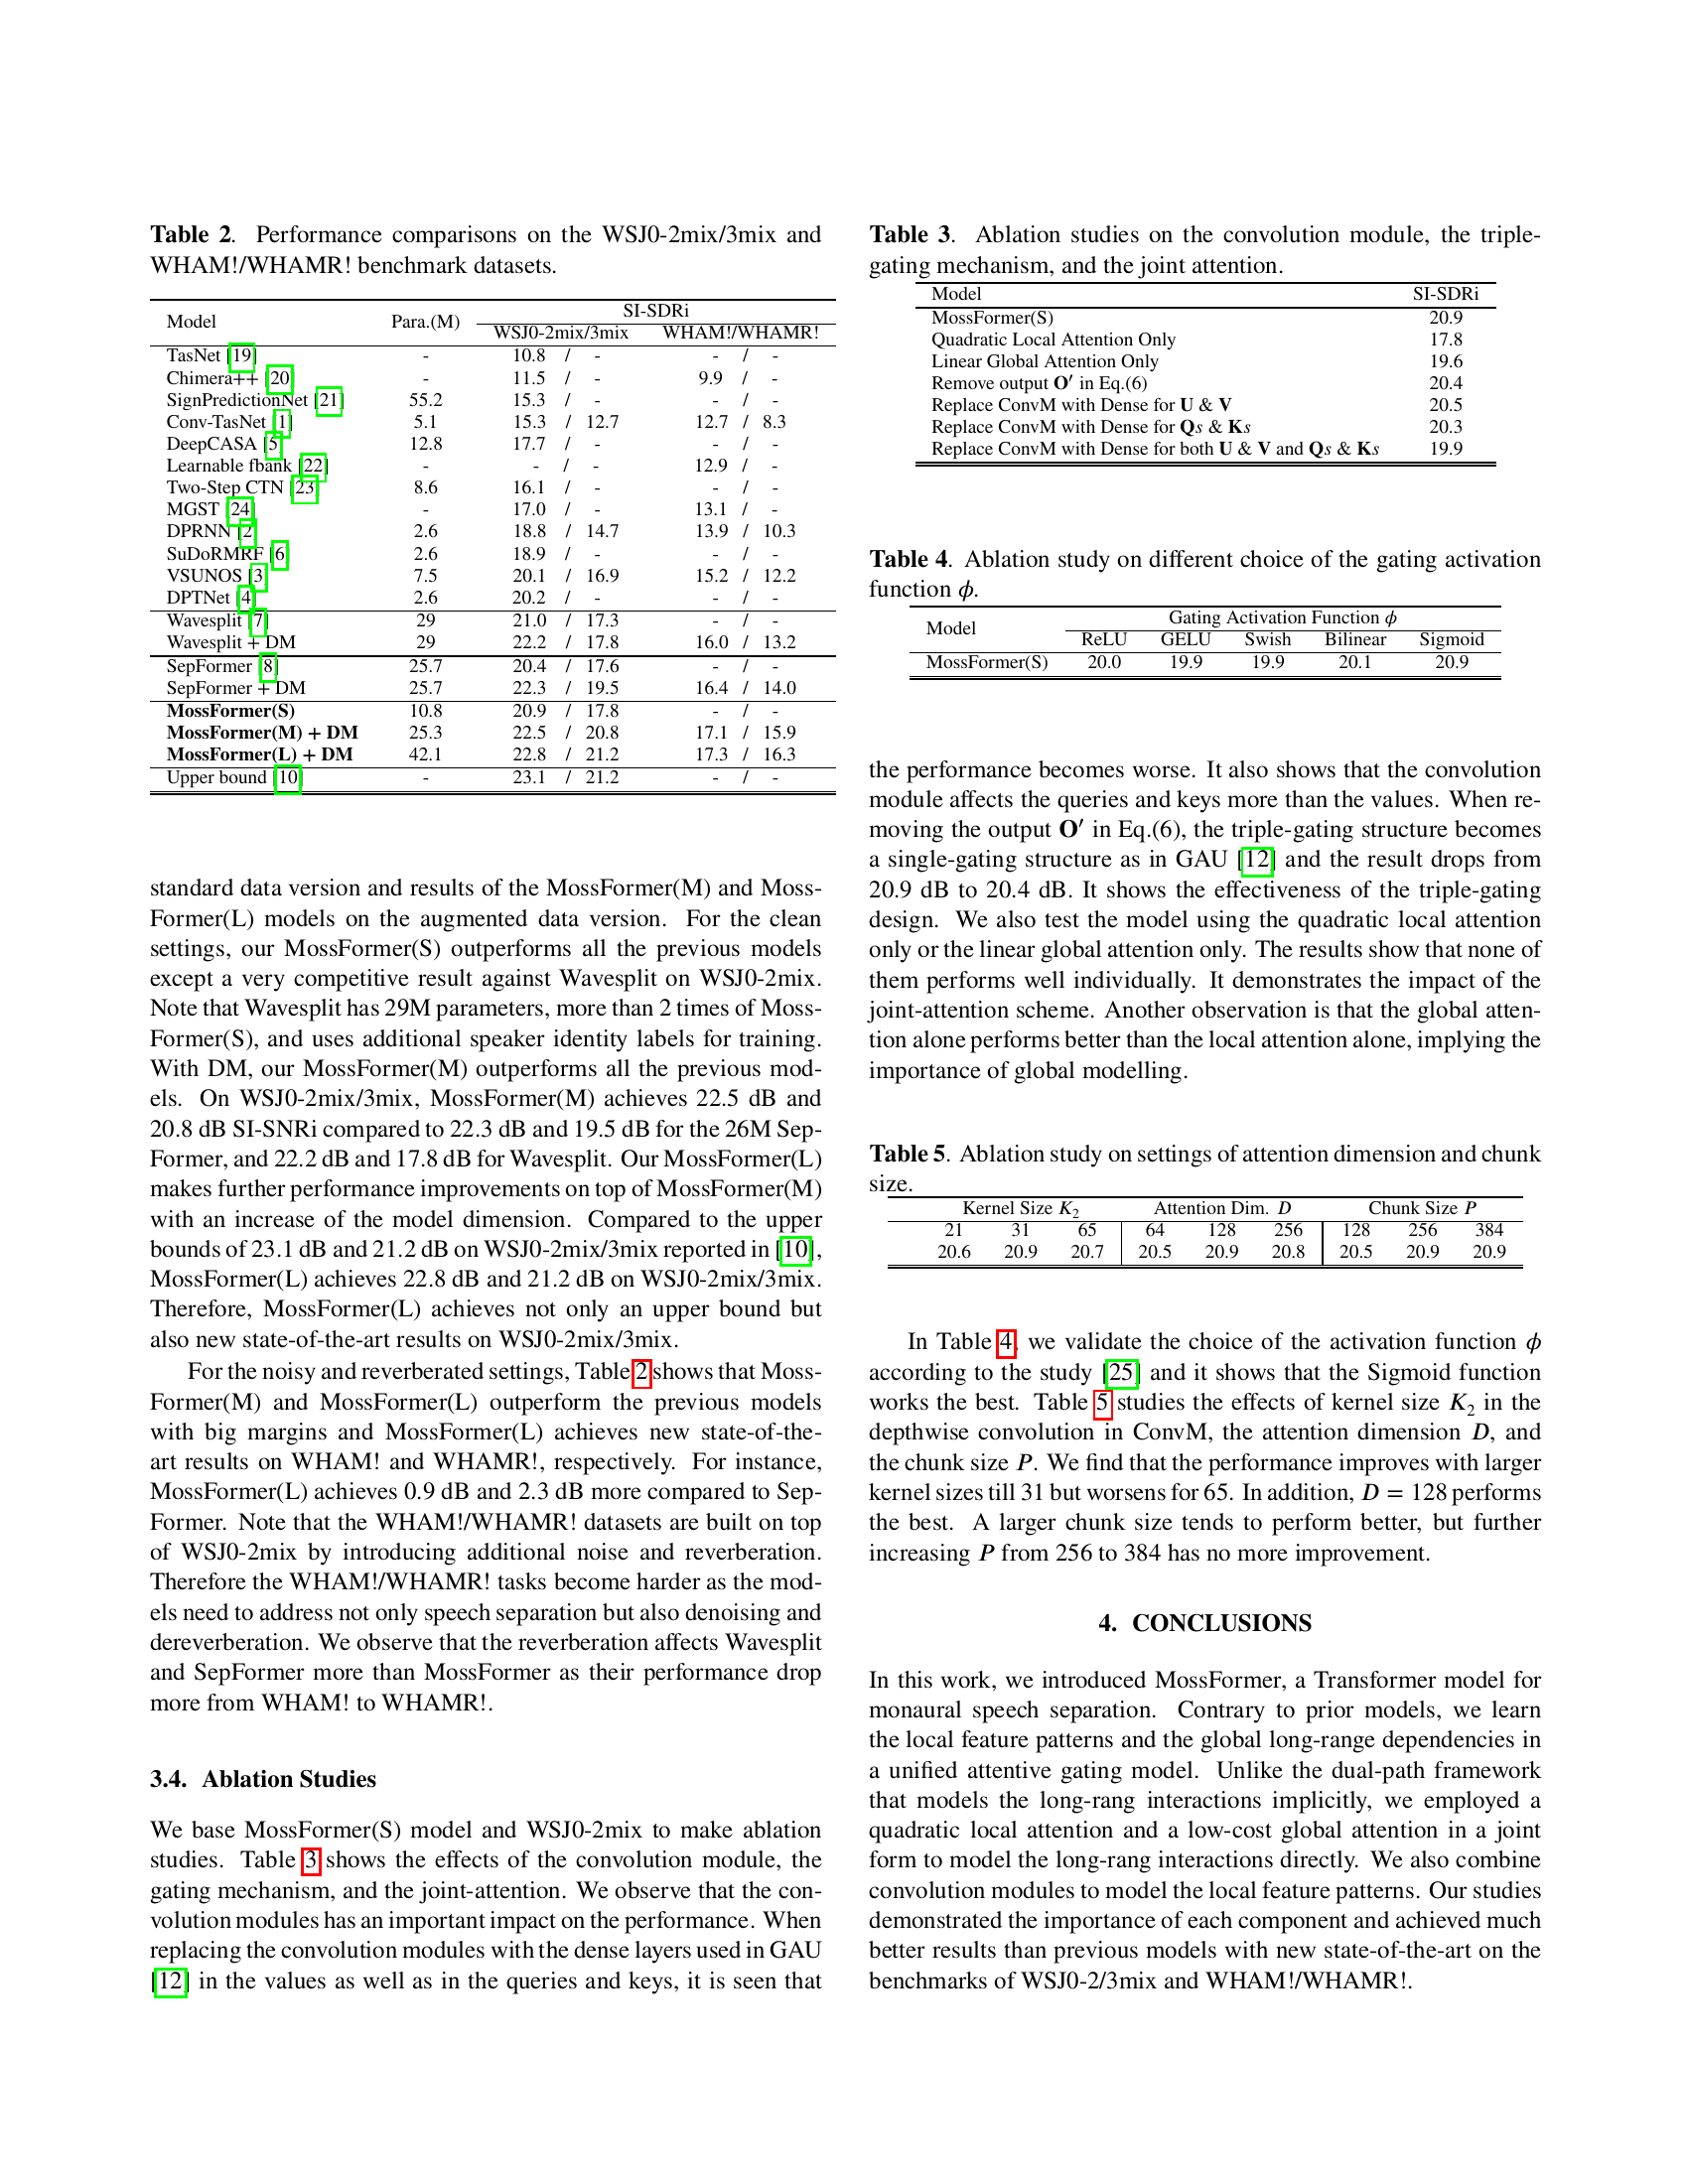 Table 2. Performance comparisons on the WSJ0-2mix/3mix and
WHAM!/WHAMR! benchmark datasets.
Model Para.(M) SI-SDRi
WSJ0-2mix/3mix WHAM!/WHAMR!
TasNet [19] - 10.8 / - - / -
Chimera++ [20] - 11.5 / - 9.9 / -
SignPredictionNet [21] 55.2 15.3 / - - / -
Conv-TasNet [1] 5.1 15.3 / 12.7 12.7 / 8.3
DeepCASA [5] 12.8 17.7 / - - / -
Learnable fbank [22] - - / - 12.9 / -
Two-Step CTN [23] 8.6 16.1 / - - / -
MGST [24] - 17.0 / - 13.1 / -
DPRNN [2] 2.6 18.8 / 14.7 13.9 / 10.3
SuDoRMRF [6] 2.6 18.9 / - - / -
VSUNOS [3] 7.5 20.1 / 16.9 15.2 / 12.2
DPTNet [4] 2.6 20.2 / - - / -
Wavesplit [7] 29 21.0 / 17.3 - / -
Wavesplit + DM 29 22.2 / 17.8 16.0 / 13.2
SepFormer [8] 25.7 20.4 / 17.6 - / -
SepFormer + DM 25.7 22.3 / 19.5 16.4 / 14.0
MossFormer(S) 10.8 20.9 / 17.8 - / -
MossFormer(M) + DM 25.3 22.5 / 20.8 17.1 / 15.9
MossFormer(L) + DM 42.1 22.8 / 21.2 17.3 / 16.3
Upper bound [10] - 23.1 / 21.2 - / -
standard data version and results of the MossFormer(M) and Moss-
Former(L) models on the augmented data version. For the clean
settings, our MossFormer(S) outperforms all the previous models
except a very competitive result against Wavesplit on WSJ0-2mix.
Note that Wavesplit has 29M parameters, more than 2 times of Moss-
Former(S), and uses additional speaker identity labels for training.
With DM, our MossFormer(M) outperforms all the previous mod-
els. On WSJ0-2mix/3mix, MossFormer(M) achieves 22.5 dB and
20.8 dB SI-SNRi compared to 22.3 dB and 19.5 dB for the 26M Sep-
Former, and 22.2 dB and 17.8 dB for Wavesplit. Our MossFormer(L)
makes further performance improvements on top of MossFormer(M)
with an increase of the model dimension. Compared to the upper
bounds of 23.1 dB and 21.2 dB on WSJ0-2mix/3mix reported in [10],
MossFormer(L) achieves 22.8 dB and 21.2 dB on WSJ0-2mix/3mix.
Therefore, MossFormer(L) achieves not only an upper bound but
also new state-of-the-art results on WSJ0-2mix/3mix.
For the noisy and reverberated settings, Table 2 shows that Moss-
Former(M) and MossFormer(L) outperform the previous models
with big margins and MossFormer(L) achieves new state-of-the-
art results on WHAM! and WHAMR!, respectively. For instance,
MossFormer(L) achieves 0.9 dB and 2.3 dB more compared to Sep-
Former. Note that the WHAM!/WHAMR! datasets are built on top
of WSJ0-2mix by introducing additional noise and reverberation.
Therefore the WHAM!/WHAMR! tasks become harder as the mod-
els need to address not only speech separation but also denoising and
dereverberation. We observe that the reverberation affects Wavesplit
and SepFormer more than MossFormer as their performance drop
more from WHAM! to WHAMR!.
3.4. Ablation Studies
We base MossFormer(S) model and WSJ0-2mix to make ablation
studies. Table 3 shows the effects of the convolution module, the
gating mechanism, and the joint-attention. We observe that the con-
volution modules has an important impact on the performance. When
replacing the convolution modules with the dense layers used in GAU
[12] in the values as well as in the queries and keys, it is seen that
Table 3. Ablation studies on the convolution module, the triple-
gating mechanism, and the joint attention.
Model SI-SDRi
MossFormer(S) 20.9
Quadratic Local Attention Only 17.8
Linear Global Attention Only 19.6
Remove output O′ in Eq.(6) 20.4
Replace ConvM with Dense for U & V 20.5
Replace ConvM with Dense for Qs & Ks 20.3
Replace ConvM with Dense for both U & V and Qs & Ks 19.9
Table 4. Ablation study on different choice of the gating activation
function ϕ.
Model Gating Activation Function ϕ
ReLU GELU Swish Bilinear Sigmoid
MossFormer(S) 20.0 19.9 19.9 20.1 20.9
the performance becomes worse. It also shows that the convolution
module affects the queries and keys more than the values. When re-
moving the output O′ in Eq.(6), the triple-gating structure becomes
a single-gating structure as in GAU [12] and the result drops from
20.9 dB to 20.4 dB. It shows the effectiveness of the triple-gating
design. We also test the model using the quadratic local attention
only or the linear global attention only. The results show that none of
them performs well individually. It demonstrates the impact of the
joint-attention scheme. Another observation is that the global atten-
tion alone performs better than the local attention alone, implying the
importance of global modelling.
Table 5. Ablation study on settings of attention dimension and chunk
size.
Kernel Size K₂ Attention Dim. D Chunk Size P
21 31 65 64 128 256 128 256 384
20.6 20.9 20.7 20.5 20.9 20.8 20.5 20.9 20.9
In Table 4, we validate the choice of the activation function ϕ
according to the study [25] and it shows that the Sigmoid function
works the best. Table 5 studies the effects of kernel size K₂ in the
depthwise convolution in ConvM, the attention dimension D, and
the chunk size P. We find that the performance improves with larger
kernel sizes till 31 but worsens for 65. In addition, D = 128 performs
the best. A larger chunk size tends to perform better, but further
increasing P from 256 to 384 has no more improvement.
4. CONCLUSIONS
In this work, we introduced MossFormer, a Transformer model for
monaural speech separation. Contrary to prior models, we learn
the local feature patterns and the global long-range dependencies in
a unified attentive gating model. Unlike the dual-path framework
that models the long-rang interactions implicitly, we employed a
quadratic local attention and a low-cost global attention in a joint
form to model the long-rang interactions directly. We also combine
convolution modules to model the local feature patterns. Our studies
demonstrated the importance of each component and achieved much
better results than previous models with new state-of-the-art on the
benchmarks of WSJ0-2/3mix and WHAM!/WHAMR!.